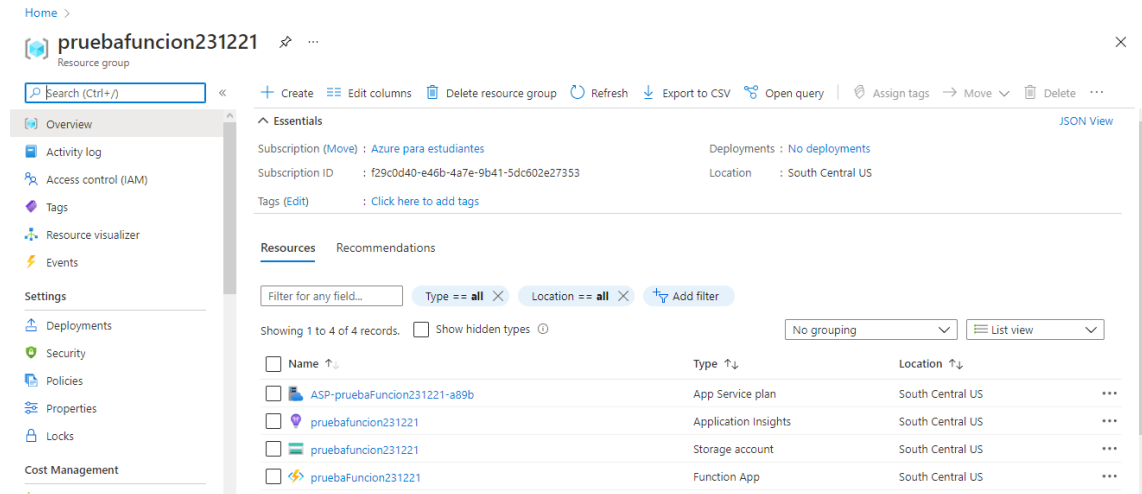 Home >
pruebafuncion231221 ...
Resource group
Search (Ctrl+/) «
Overview
Activity log
Access control (IAM)
Tags
Resource visualizer
Events
Settings
Deployments
Security
Policies
Properties
Locks
Cost Management
Create Edit columns Delete resource group Refresh Export to CSV Open query Assign tags Move Delete ...
Essentials JSON View
Subscription (Move) : Azure para estudiantes Deployments : No deployments
Subscription ID : f29c0d40-e46b-4a7e-9b41-5dc602e27353 Location : South Central US
Tags (Edit) : Click here to add tags
Resources Recommendations
Filter for any field... Type == all Location == all Add filter
Showing 1 to 4 of 4 records. Show hidden types No grouping List view
Name ↑↓ Type ↑↓ Location ↑↓
ASP-pruebaFuncion231221-a89b App Service plan South Central US ...
pruebafuncion231221 Application Insights South Central US ...
pruebafuncion231221 Storage account South Central US ...
pruebaFuncion231221 Function App South Central US ...